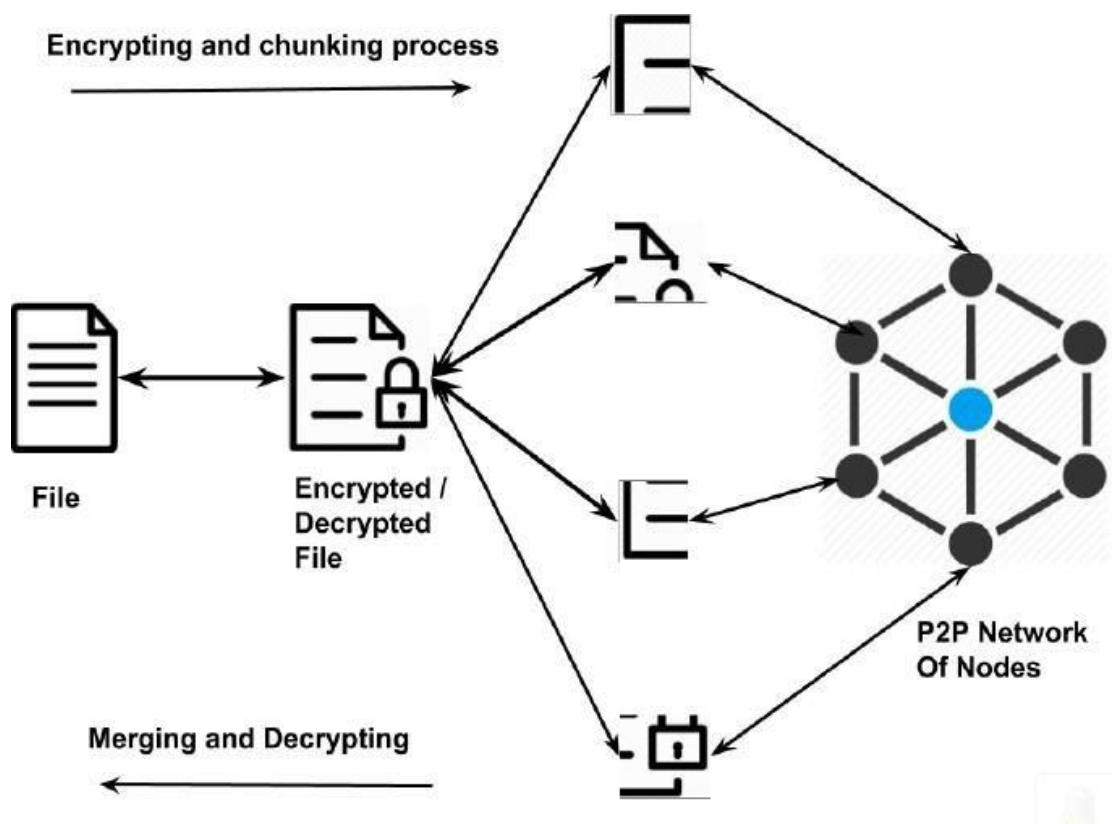 Encrypting and chunking process
File
Encrypted /
Decrypted
File
P2P Network
Of Nodes
Merging and Decrypting